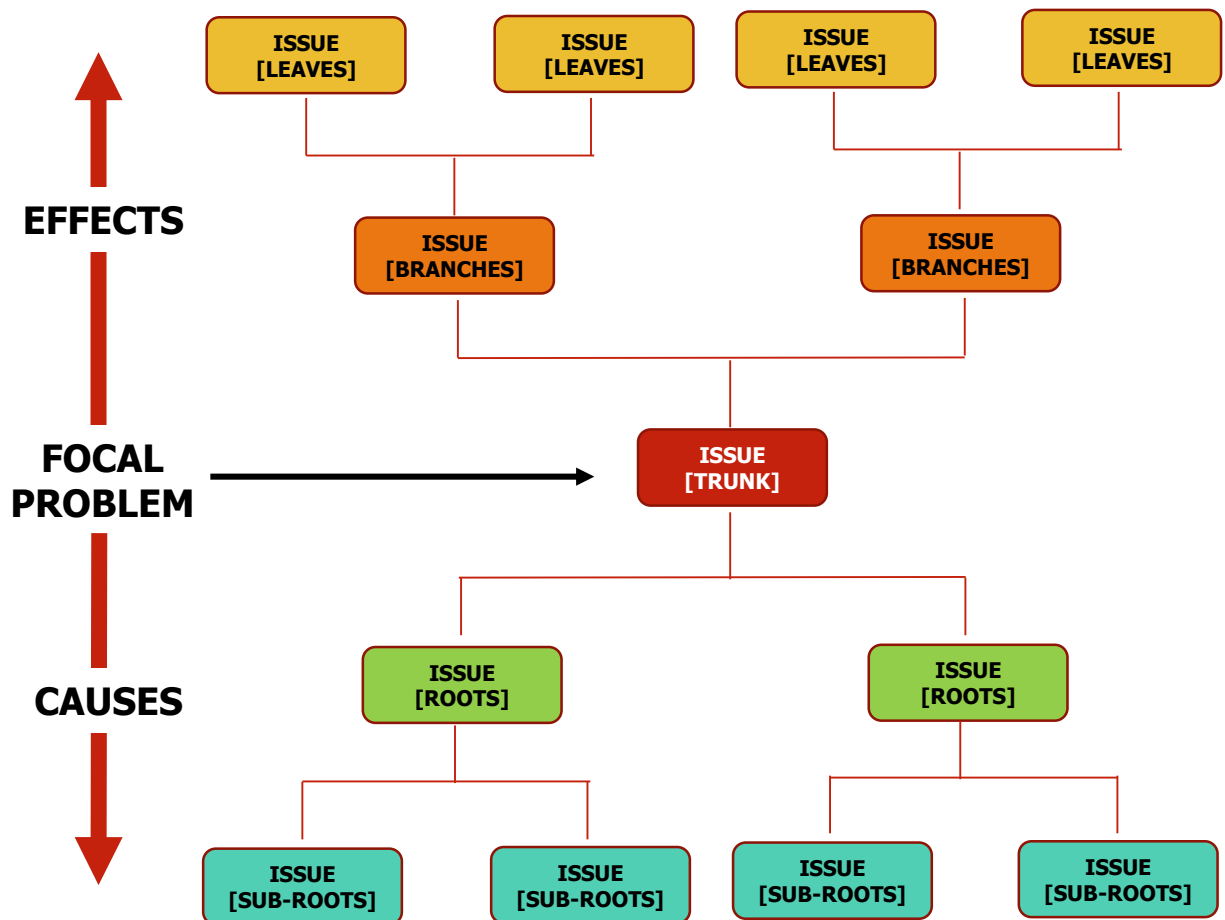 ISSUE
[LEAVES]
ISSUE
[LEAVES]
ISSUE
[LEAVES]
ISSUE
[LEAVES]
EFFECTS
ISSUE
[BRANCHES]
ISSUE
[BRANCHES]
FOCAL
PROBLEM
ISSUE
[TRUNK]
CAUSES
ISSUE
[ROOTS]
ISSUE
[ROOTS]
ISSUE
[SUB-ROOTS]
ISSUE
[SUB-ROOTS]
ISSUE
[SUB-ROOTS]
ISSUE
[SUB-ROOTS]